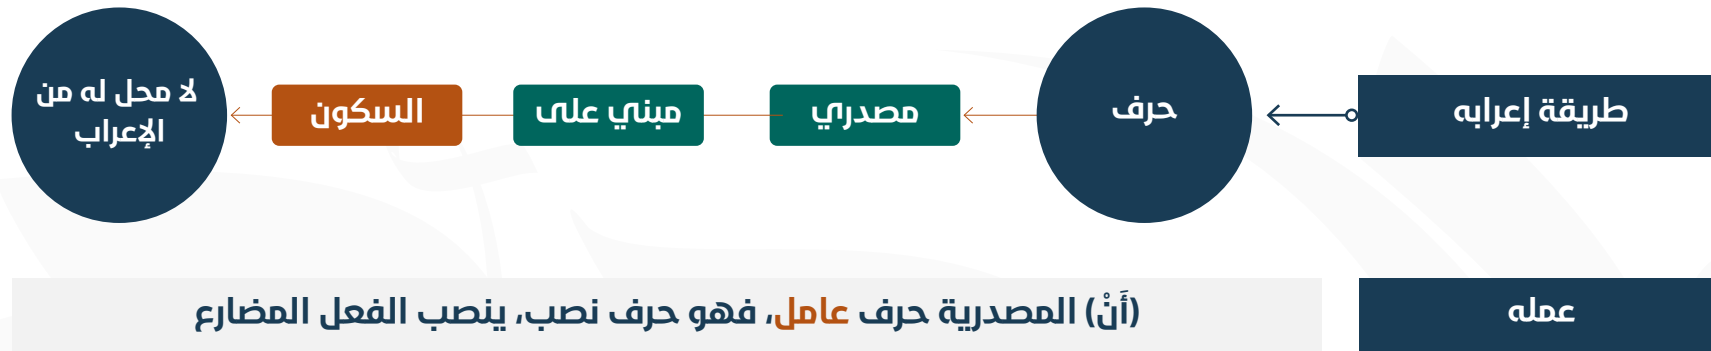 طريقة إعرابه
حرف
مصدري
مبني على
السكون
لا محل له من
الإعراب
عمله
(أَنْ) المصدرية حرف عامل، فهو حرف نصب، ينصب الفعل المضارع